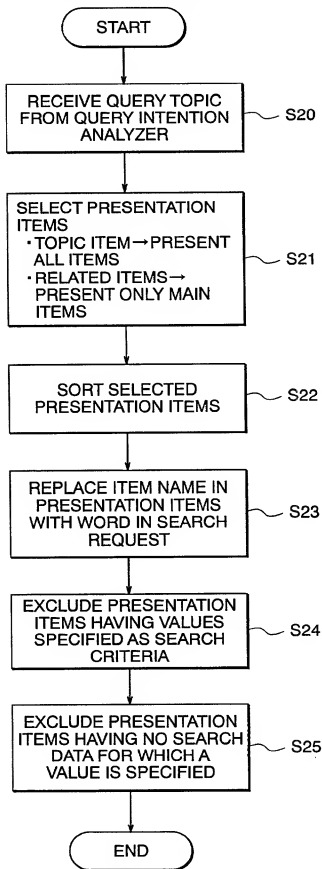 START
RECEIVE QUERY TOPIC
FROM QUERY INTENTION
ANALYZER
S20
SELECT PRESENTATION
ITEMS
・TOPIC ITEM→PRESENT
ALL ITEMS
・RELATED ITEMS→
PRESENT ONLY MAIN
ITEMS
S21
SORT SELECTED
PRESENTATION ITEMS
S22
REPLACE ITEM NAME IN
PRESENTATION ITEMS
WITH WORD IN SEARCH
REQUEST
S23
EXCLUDE PRESENTATION
ITEMS HAVING VALUES
SPECIFIED AS SEARCH
CRITERIA
S24
EXCLUDE PRESENTATION
ITEMS HAVING NO SEARCH
DATA FOR WHICH A
VALUE IS SPECIFIED
S25
END